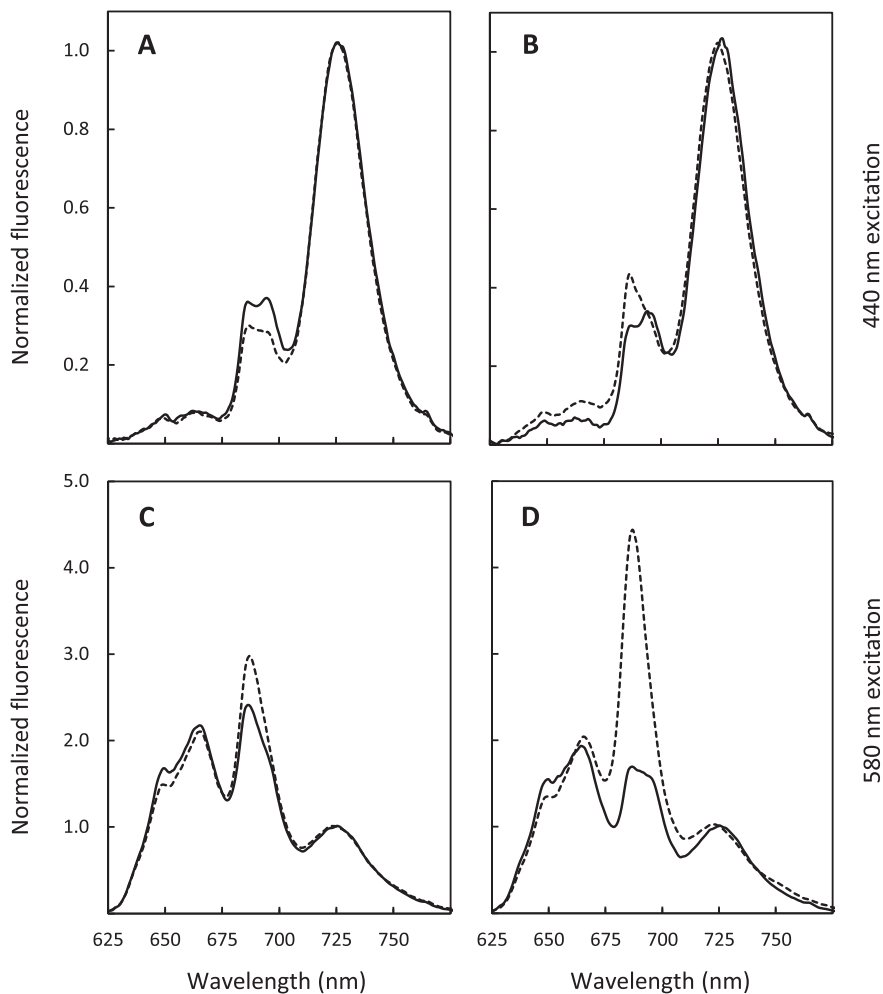 A
B
1.0
0.8
0.6
0.4
0.2
Normalized fluorescence
440 nm excitation
C
D
5.0
4.0
3.0
2.0
1.0
Normalized fluorescence
580 nm excitation
625 650 675 700 725 750
625 650 675 700 725 750
Wavelength (nm)
Wavelength (nm)